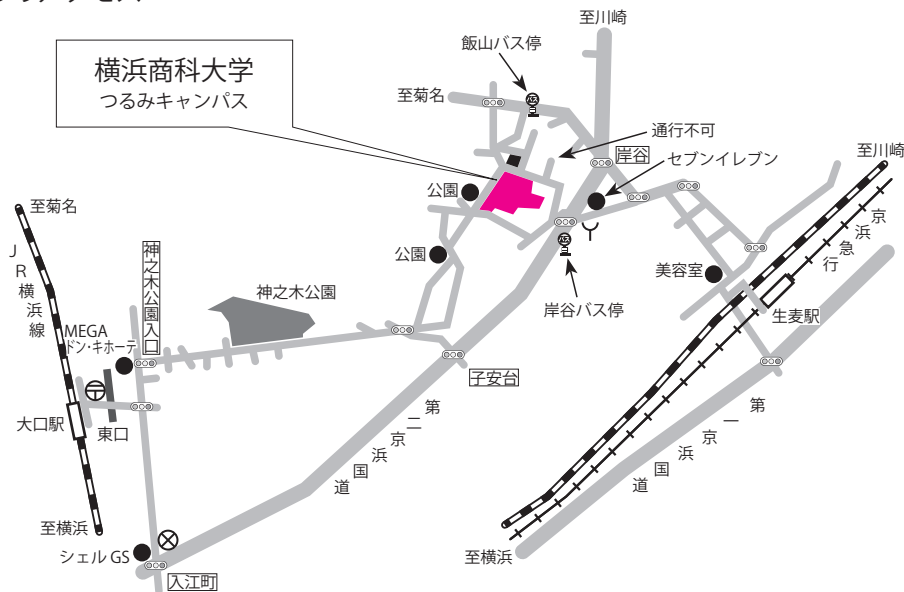 至川崎
飯山バス停
横浜商科大学
つるみキャンパス
至菊名
通行不可
岸谷
セブンイレブン
至川崎
公園
至菊名
京浜急行
公園
美容室
神之木公園入口
JR横浜線
神之木公園
岸谷バス停
生麦駅
MEGA
ドン・キホーテ
子安台
大口駅
東口
第二京浜国道
第一京浜国道
至横浜
シェル GS
入江町
至横浜